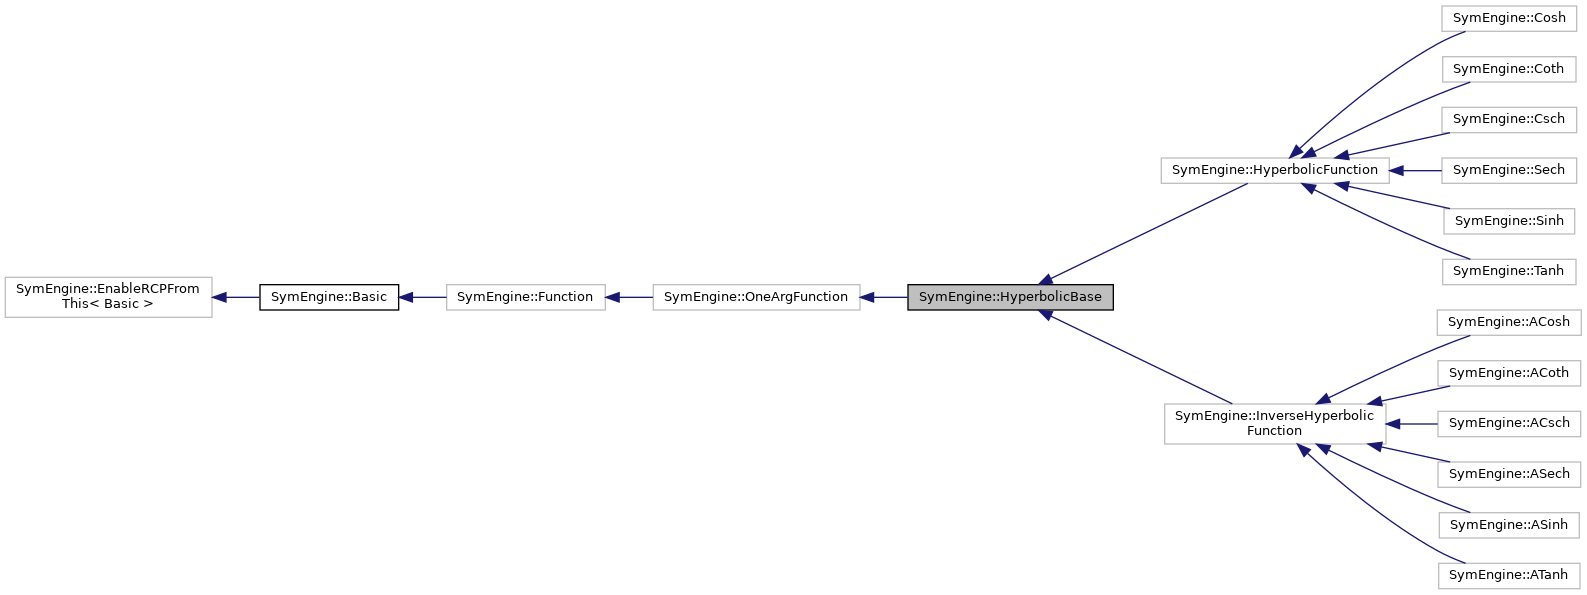 SymEngine::EnableRCPFrom
This< Basic >
SymEngine::Basic
SymEngine::Function
SymEngine::OneArgFunction
SymEngine::HyperbolicBase
SymEngine::HyperbolicFunction
SymEngine::Cosh
SymEngine::Coth
SymEngine::Csch
SymEngine::Sech
SymEngine::Sinh
SymEngine::Tanh
SymEngine::InverseHyperbolic
Function
SymEngine::ACosh
SymEngine::ACoth
SymEngine::ACsch
SymEngine::ASech
SymEngine::ASinh
SymEngine::ATanh